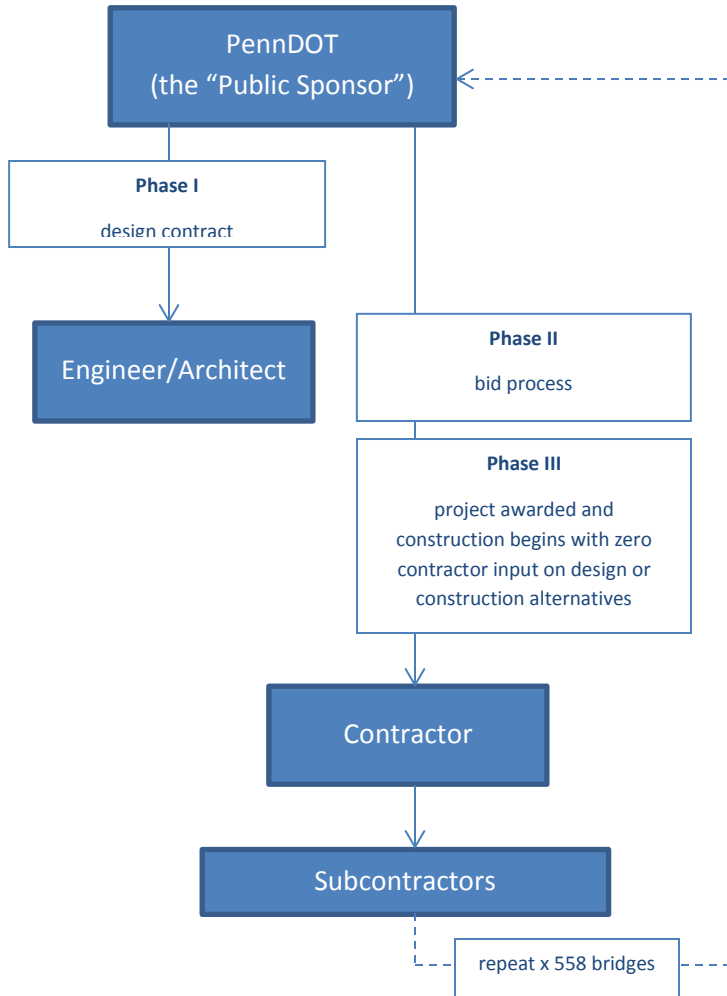 PennDOT
(the “Public Sponsor”)
Phase I
design contract
Engineer/Architect
Phase II
bid process
Phase III
project awarded and
construction begins with zero
contractor input on design or
construction alternatives
Contractor
Subcontractors
repeat x 558 bridges